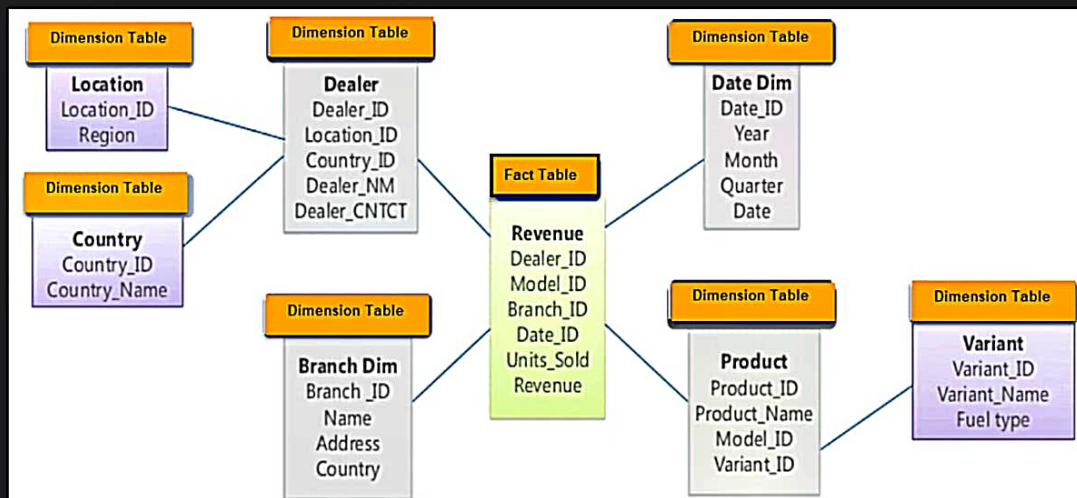 Dimension Table
Location
Location_ID
Region
Dimension Table
Dealer
Dealer_ID
Location_ID
Country_ID
Dealer_NM
Dealer_CNTCT
Dimension Table
Date Dim
Date_ID
Year
Month
Quarter
Date
Dimension Table
Country
Country_ID
Country_Name
Fact Table
Revenue
Dealer_ID
Model_ID
Branch_ID
Date_ID
Units_Sold
Revenue
Dimension Table
Branch Dim
Branch _ID
Name
Address
Country
Dimension Table
Product
Product_ID
Product_Name
Model_ID
Variant_ID
Dimension Table
Variant
Variant_ID
Variant_Name
Fuel type